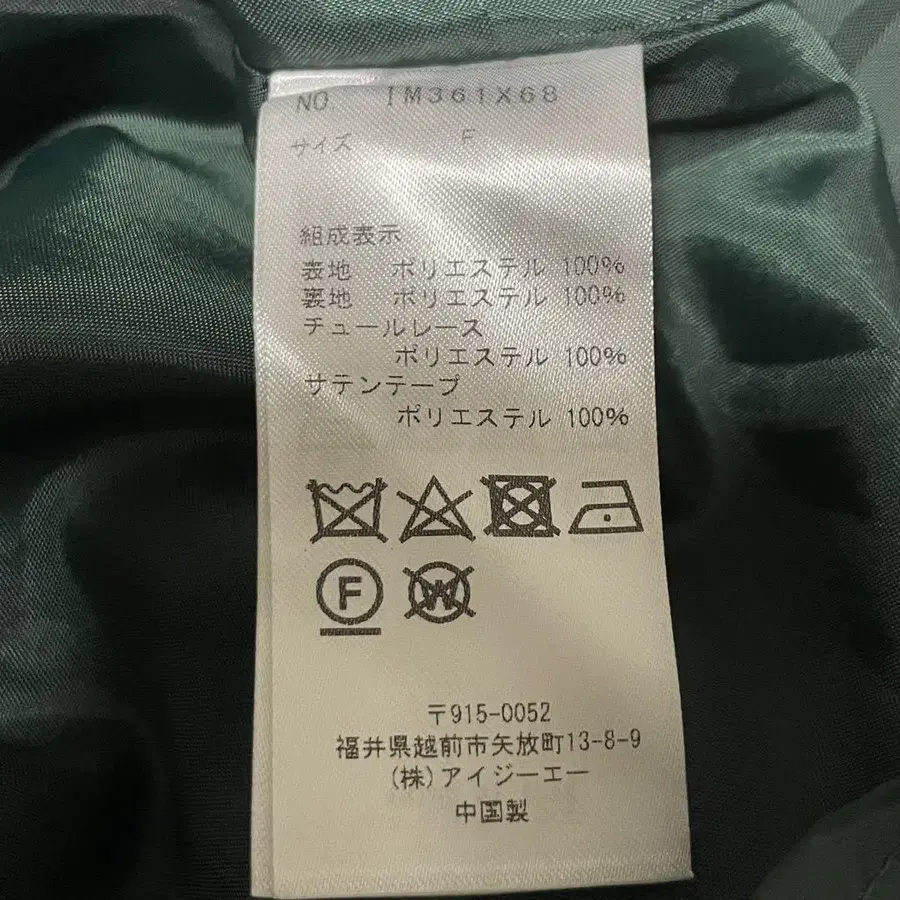 NO IM361X68
サイズ F
組成表示
表地 ポリエステル 100%
裏地 ポリエステル 100%
チュールレース
ポリエステル 100%
サテンテープ
ポリエステル 100%
F W
〒915-0052
福井県越前市矢放町13-8-9
(株)アイジーエー
中国製